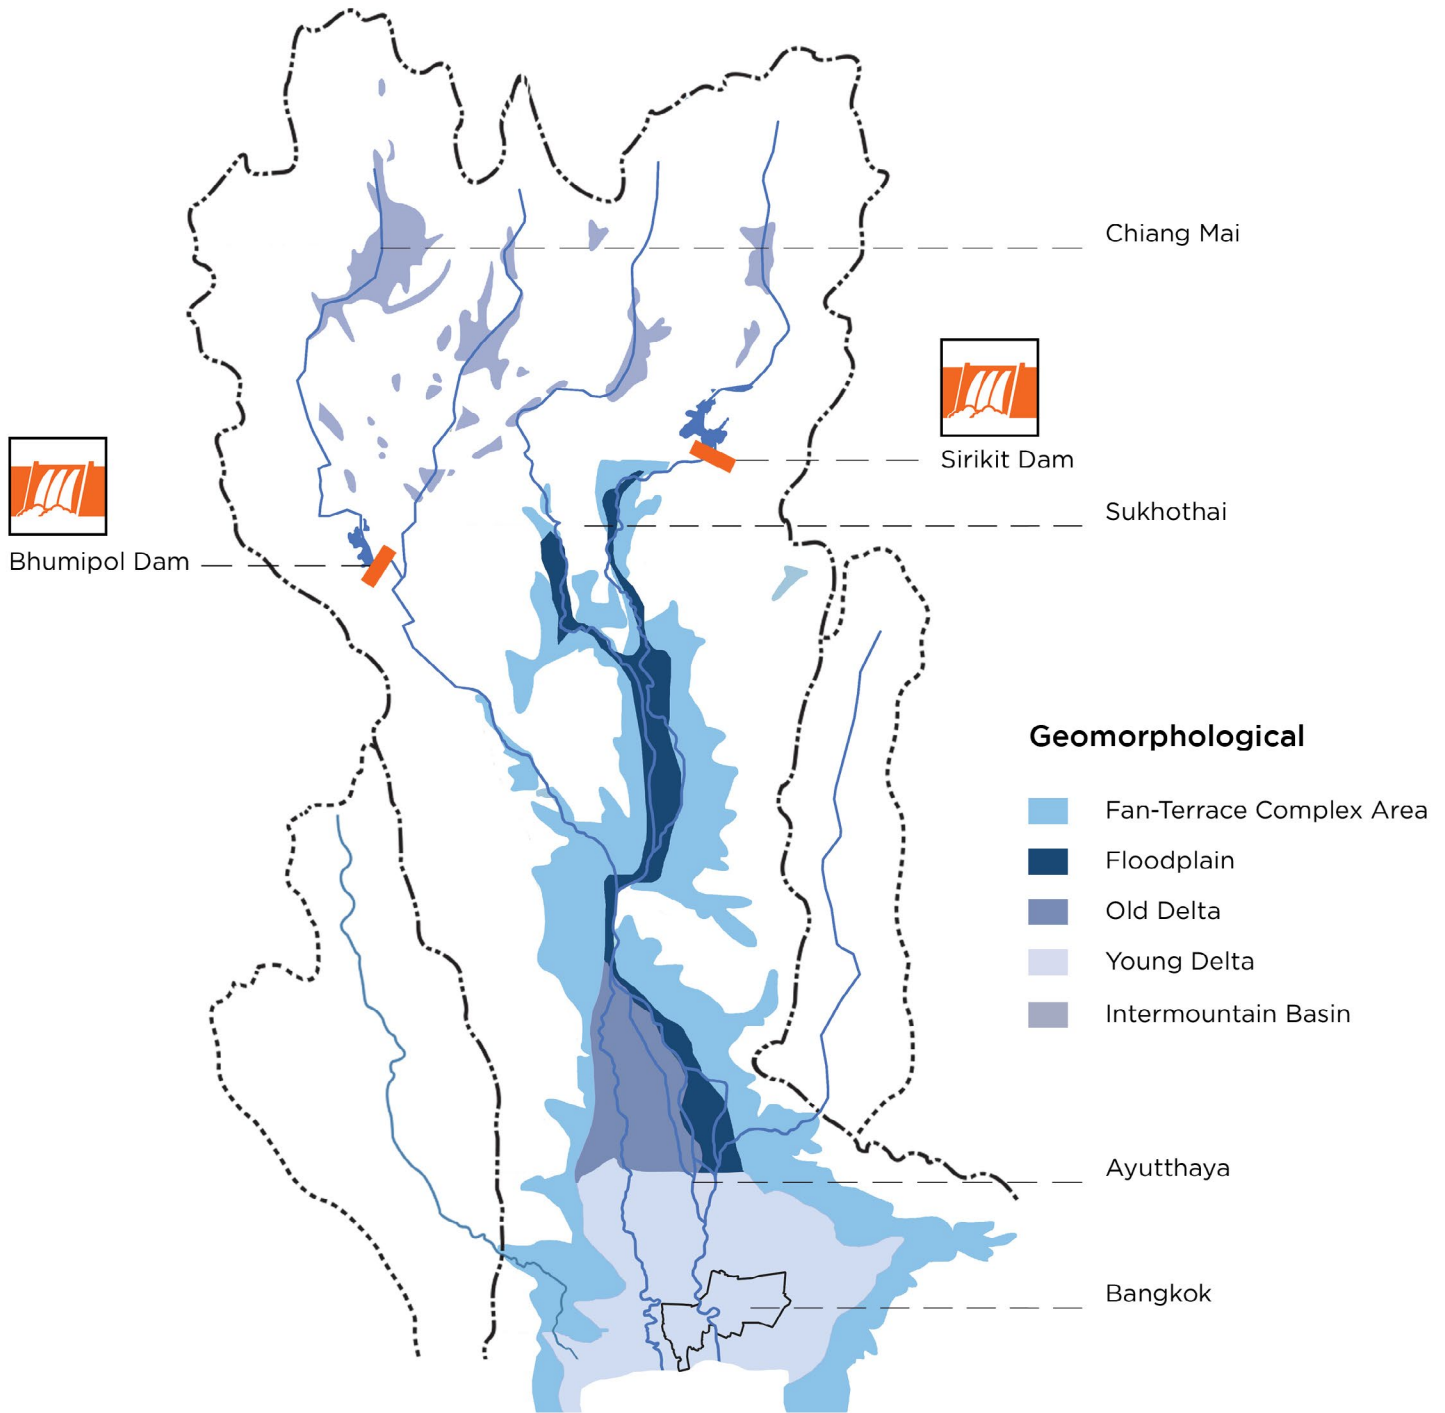 Chiang Mai
Sirikit Dam
Sukhothai
Bhumipol Dam
Geomorphological
Fan-Terrace Complex Area
Floodplain
Old Delta
Young Delta
Intermountain Basin
Ayutthaya
Bangkok